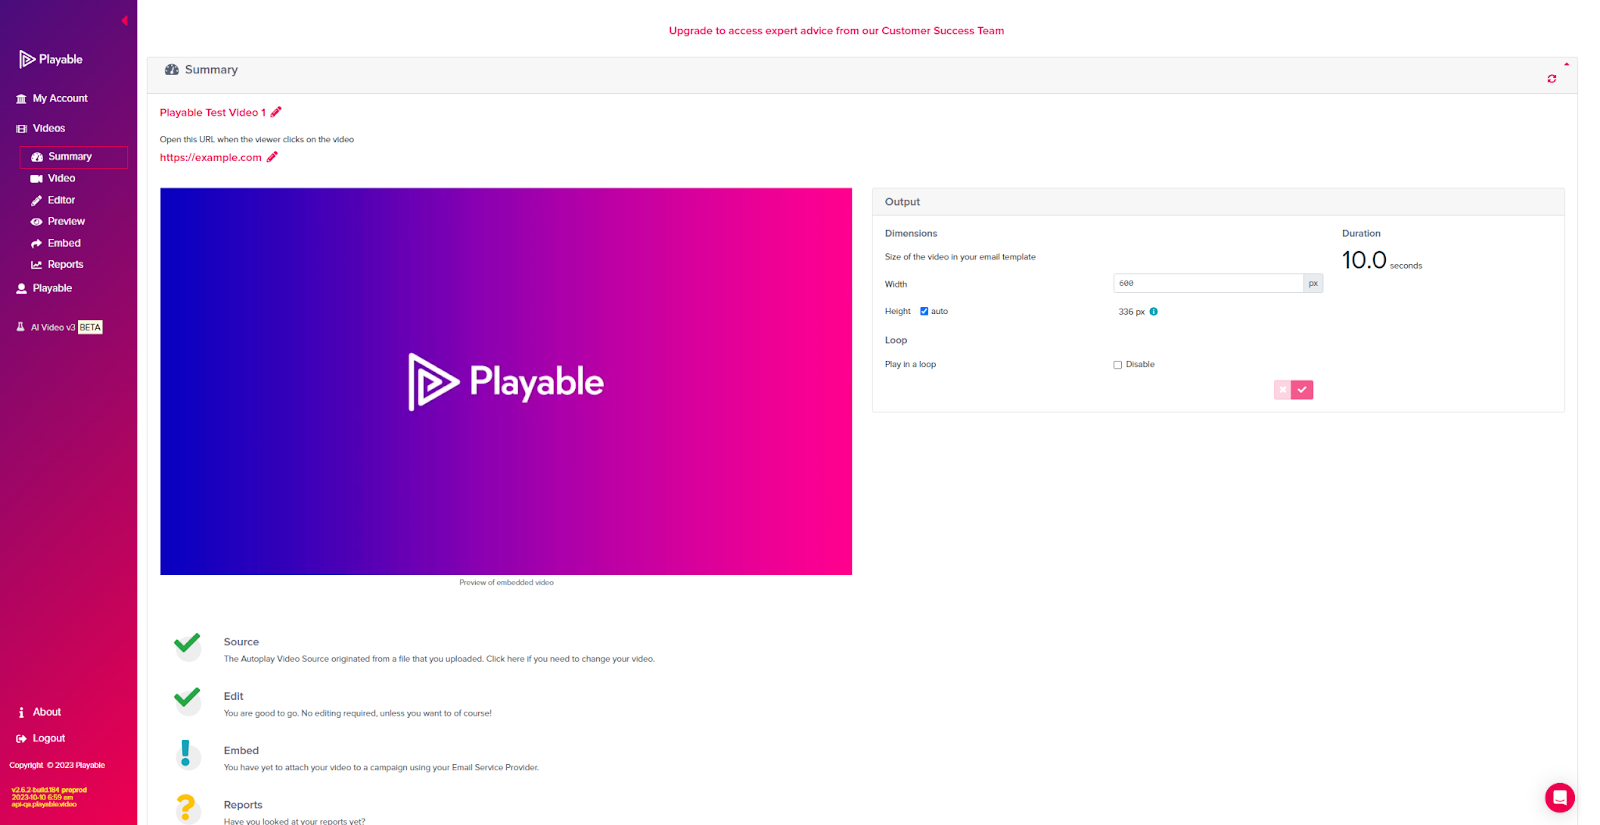 Playable
My Account
Videos
Summary
Video
Editor
Preview
Embed
Reports
Playable
AI Video v3 BETA
About
Logout
Copyright © 2023 Playable
v2.6.2-build.184 preprod
2023-10-10 6:59 am
api-qa.playable.video
Upgrade to access expert advice from our Customer Success Team
Summary
Playable Test Video 1
Open this URL when the viewer clicks on the video
https://example.com
Playable
Preview of embedded video
Output
Dimensions
Size of the video in your email template
Width
600 px
Height auto 336 px
Loop
Play in a loop Disable
Duration
10.0 seconds
Source
The Autoplay Video Source originated from a file that you uploaded. Click here if you need to change your video.
Edit
You are good to go. No editing required, unless you want to of course!
Embed
You have yet to attach your video to a campaign using your Email Service Provider.
Reports
Have you looked at your reports yet?